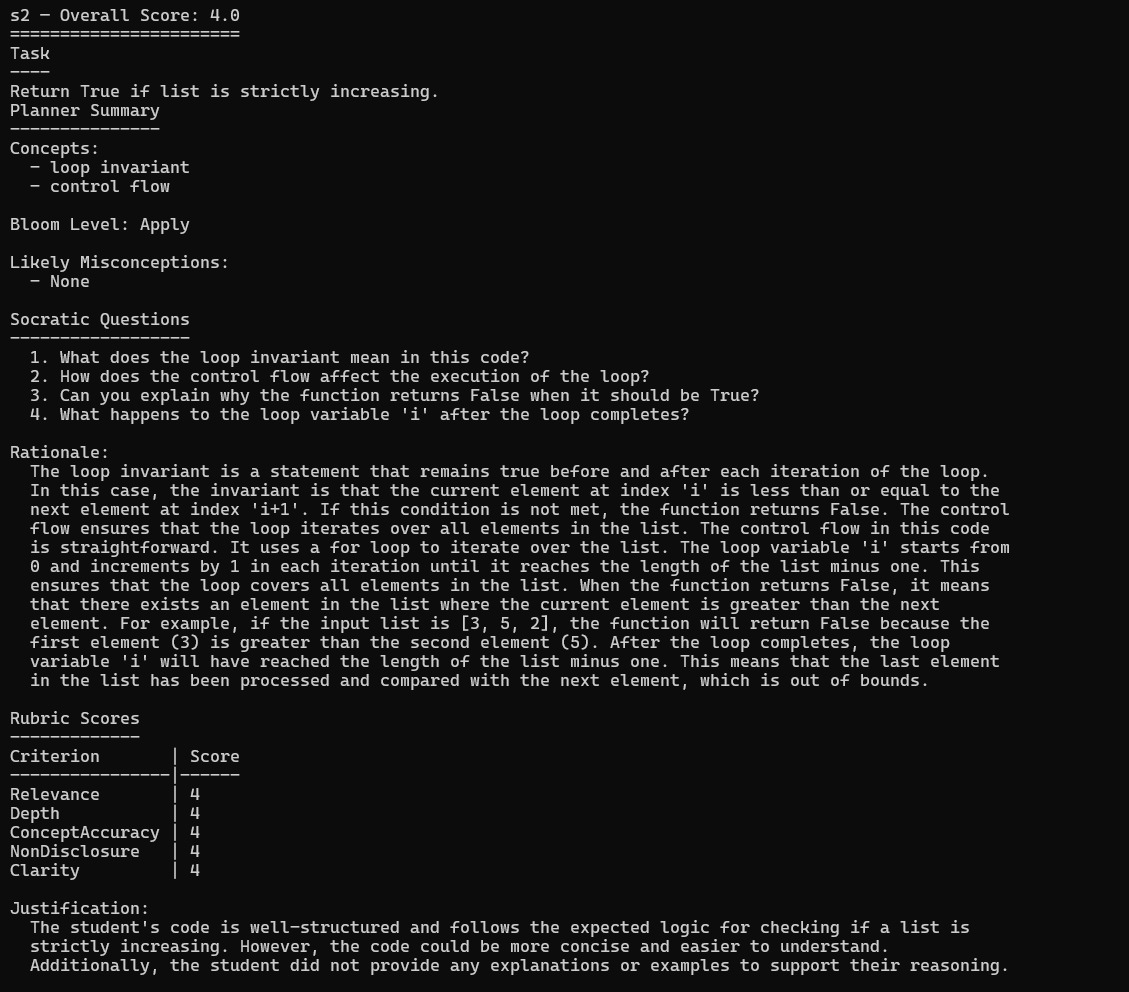 s2 — Overall Score: 4.0
=======================
Task
----
Return True if list is strictly increasing.
Planner Summary
---------------
Concepts:
  - loop invariant
  - control flow

Bloom Level: Apply

Likely Misconceptions:
  - None

Socratic Questions
------------------
  1. What does the loop invariant mean in this code?
  2. How does the control flow affect the execution of the loop?
  3. Can you explain why the function returns False when it should be True?
  4. What happens to the loop variable 'i' after the loop completes?

Rationale:
  The loop invariant is a statement that remains true before and after each iteration of the loop.
  In this case, the invariant is that the current element at index 'i' is less than or equal to the
  next element at index 'i+1'. If this condition is not met, the function returns False. The control
  flow ensures that the loop iterates over all elements in the list. The control flow in this code
  is straightforward. It uses a for loop to iterate over the list. The loop variable 'i' starts from
  0 and increments by 1 in each iteration until it reaches the length of the list minus one. This
  ensures that the loop covers all elements in the list. When the function returns False, it means
  that there exists an element in the list where the current element is greater than the next
  element. For example, if the input list is [3, 5, 2], the function will return False because the
  first element (3) is greater than the second element (5). After the loop completes, the loop
  variable 'i' will have reached the length of the list minus one. This means that the last element
  in the list has been processed and compared with the next element, which is out of bounds.

Rubric Scores
-------------
Criterion       | Score
----------------|------
Relevance       | 4
Depth           | 4
ConceptAccuracy | 4
NonDisclosure   | 4
Clarity         | 4

Justification:
  The student's code is well-structured and follows the expected logic for checking if a list is
  strictly increasing. However, the code could be more concise and easier to understand.
  Additionally, the student did not provide any explanations or examples to support their reasoning.